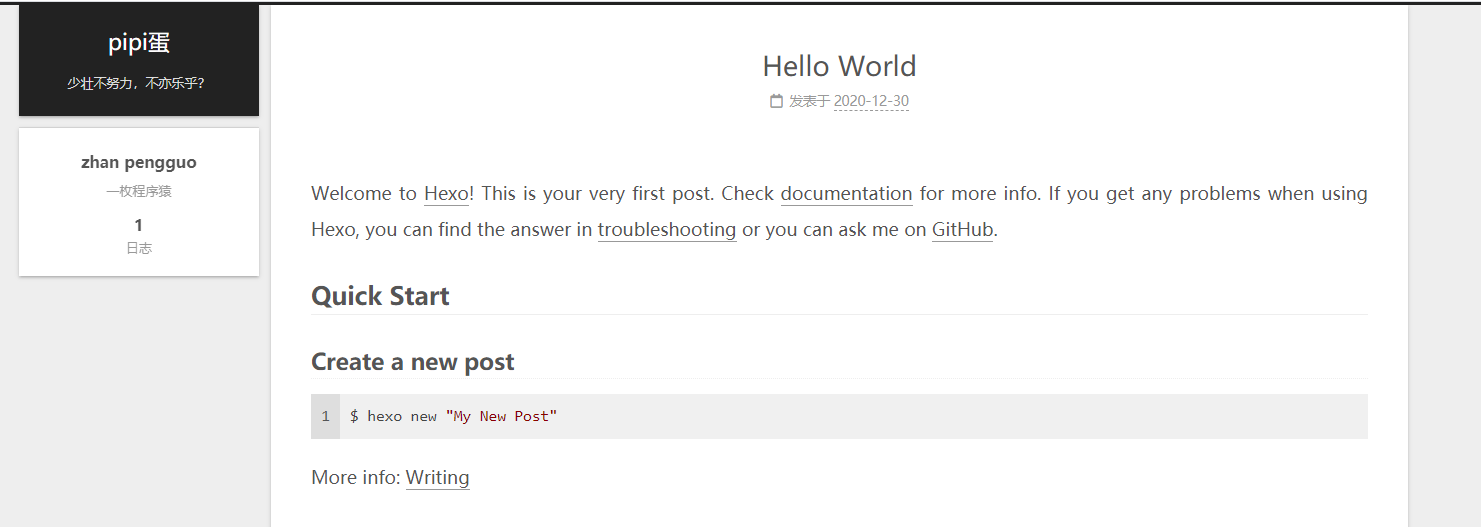 pipi蛋
少壮不努力，不亦乐乎？
zhan pengguo
一枚程序猿
1
日志
Hello World
发表于 2020-12-30
Welcome to Hexo! This is your very first post. Check documentation for more info. If you get any problems when using
Hexo, you can find the answer in troubleshooting or you can ask me on GitHub.
Quick Start
Create a new post
1 $ hexo new "My New Post"
More info: Writing